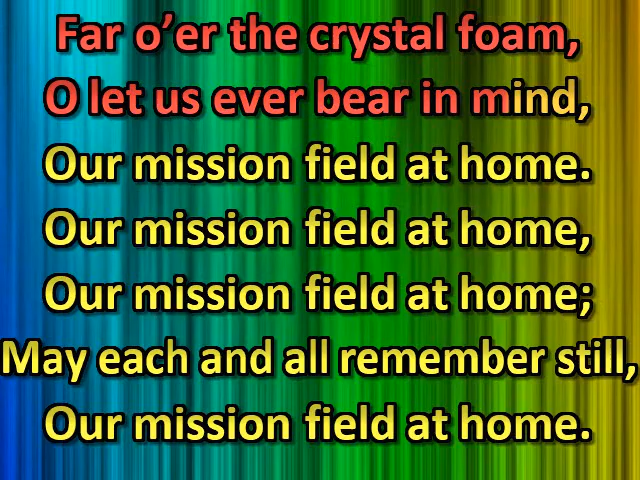 Far o’er the crystal foam,
O let us ever bear in mind,
Our mission field at home.
Our mission field at home,
Our mission field at home;
May each and all remember still,
Our mission field at home.